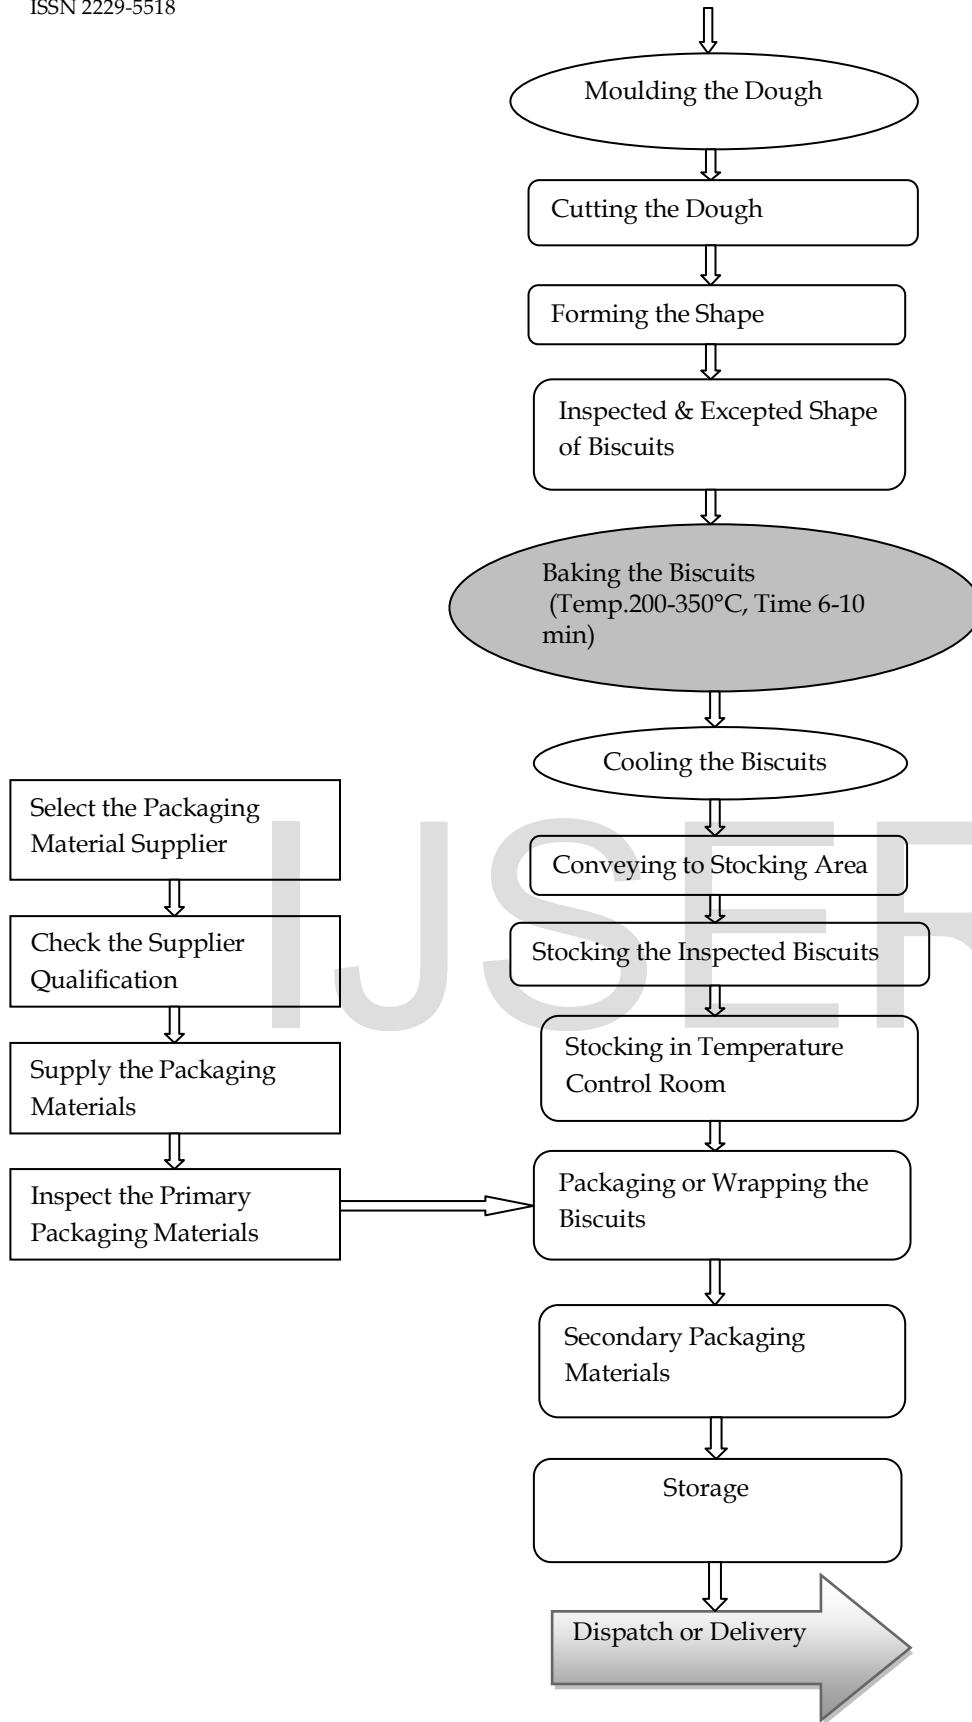 ISSN 2229-5518
Moulding the Dough
Cutting the Dough
Forming the Shape
Inspected & Excepted Shape
of Biscuits
Baking the Biscuits
(Temp.200-350°C, Time 6-10
min)
Cooling the Biscuits
Conveying to Stocking Area
Stocking the Inspected Biscuits
Stocking in Temperature
Control Room
Select the Packaging
Material Supplier
Check the Supplier
Qualification
Supply the Packaging
Materials
Inspect the Primary
Packaging Materials
Packaging or Wrapping the
Biscuits
Secondary Packaging
Materials
Storage
Dispatch or Delivery
IJSER